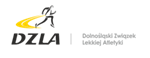 DZLA
Dolnośląski Związek
Lekkiej Atletyki